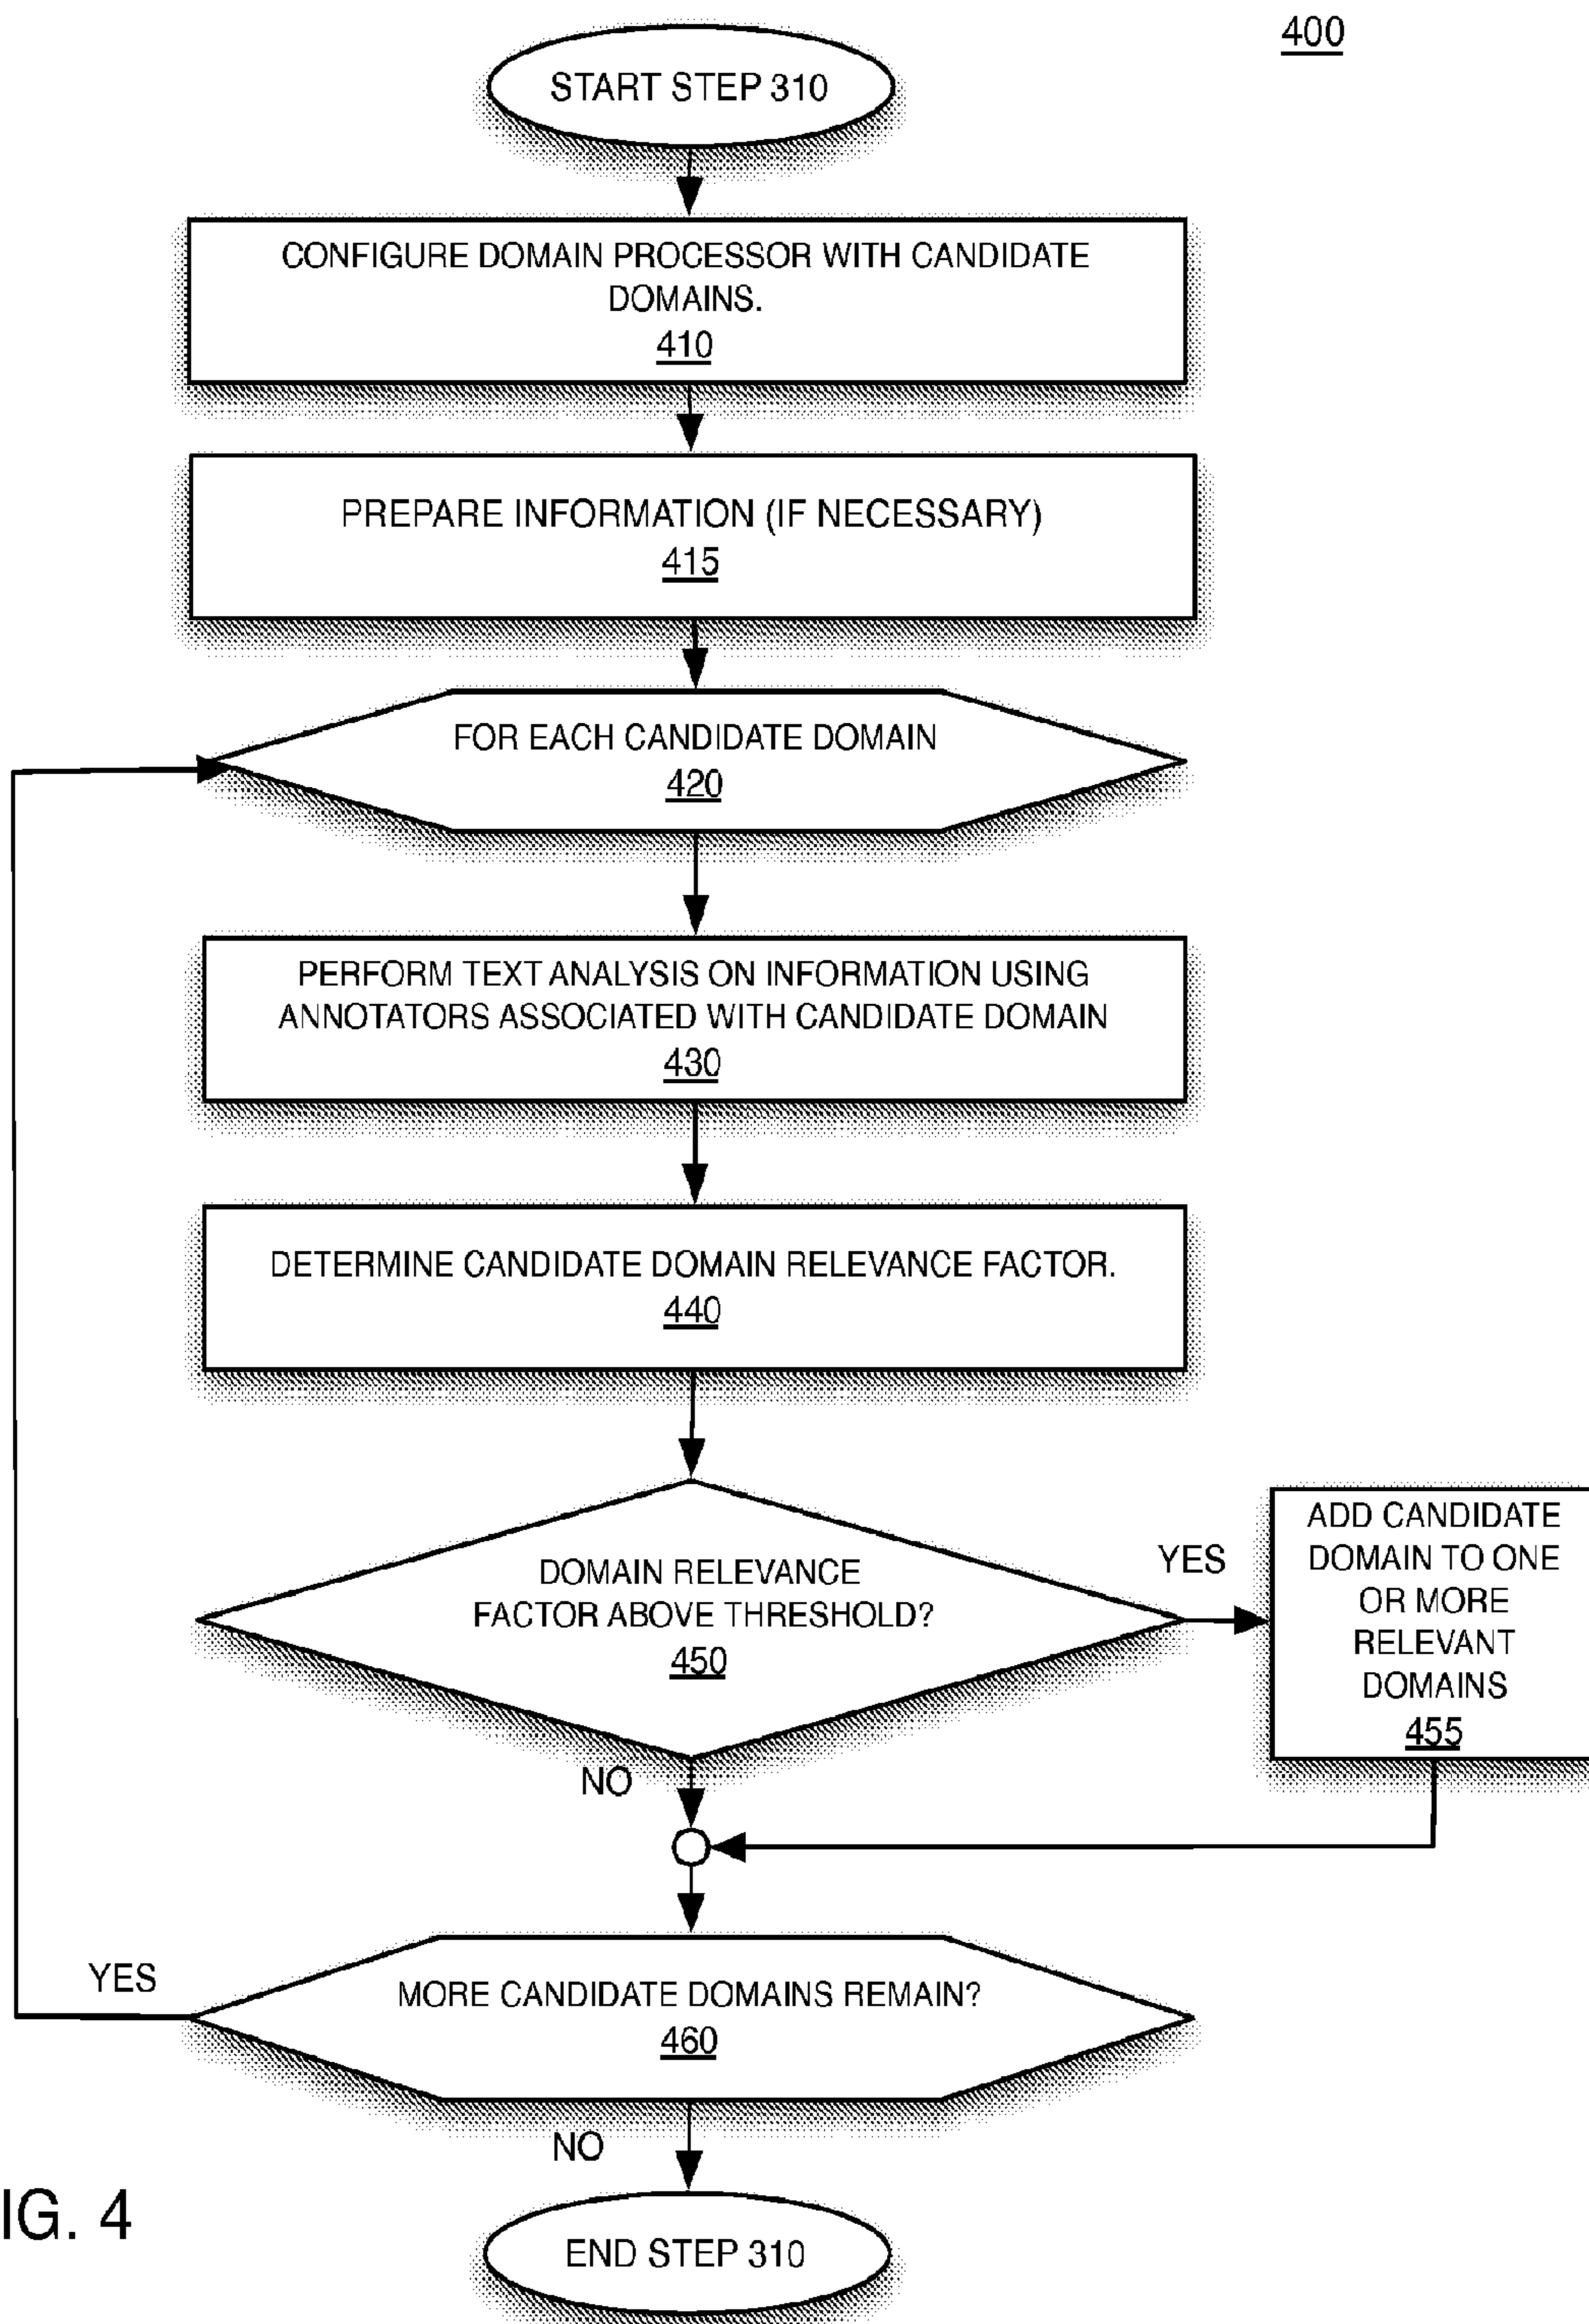 400
START STEP 310
CONFIGURE DOMAIN PROCESSOR WITH CANDIDATE
DOMAINS.
410
PREPARE INFORMATION (IF NECESSARY)
415
FOR EACH CANDIDATE DOMAIN
420
PERFORM TEXT ANALYSIS ON INFORMATION USING
ANNOTATORS ASSOCIATED WITH CANDIDATE DOMAIN
430
DETERMINE CANDIDATE DOMAIN RELEVANCE FACTOR.
440
DOMAIN RELEVANCE
FACTOR ABOVE THRESHOLD?
450
YES
ADD CANDIDATE
DOMAIN TO ONE
OR MORE
RELEVANT
DOMAINS
455
NO
YES
MORE CANDIDATE DOMAINS REMAIN?
460
NO
IG. 4
END STEP 310